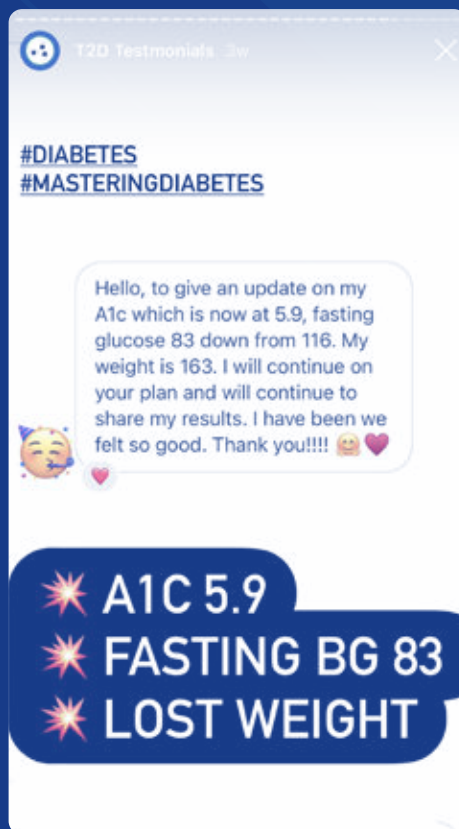 T2D Testimonials 3w
#DIABETES
#MASTERINGDIABETES
Hello, to give an update on my
A1c which is now at 5.9, fasting
glucose 83 down from 116. My
weight is 163. I will continue on
your plan and will continue to
share my results. I have been we
felt so good. Thank you!!!! 🤗💜
💥 A1C 5.9
💥 FASTING BG 83
💥 LOST WEIGHT